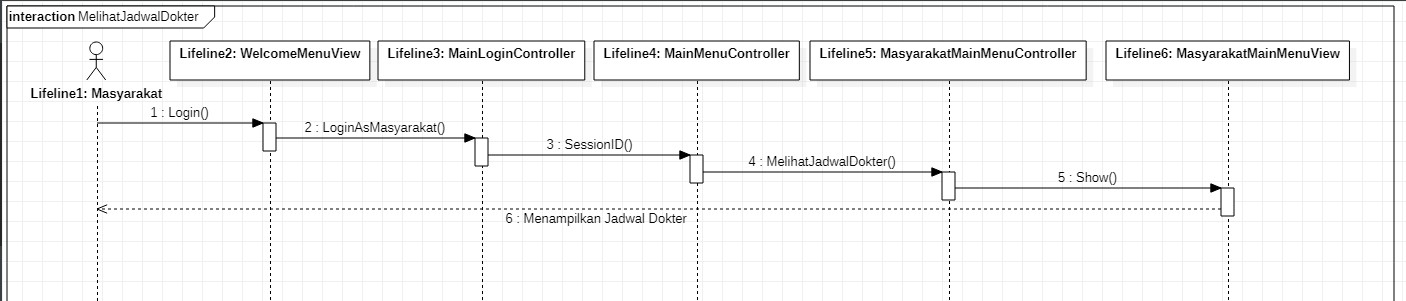 interaction MelihatJadwalDokter
Lifeline1: Masyarakat
Lifeline2: WelcomeMenuView
Lifeline3: MainLoginController
Lifeline4: MainMenuController
Lifeline5: MasyarakatMainMenuController
Lifeline6: MasyarakatMainMenuView
1 : Login()
2 : LoginAsMasyarakat()
3 : SessionID()
4 : MelihatJadwalDokter()
5 : Show()
6 : Menampilkan Jadwal Dokter